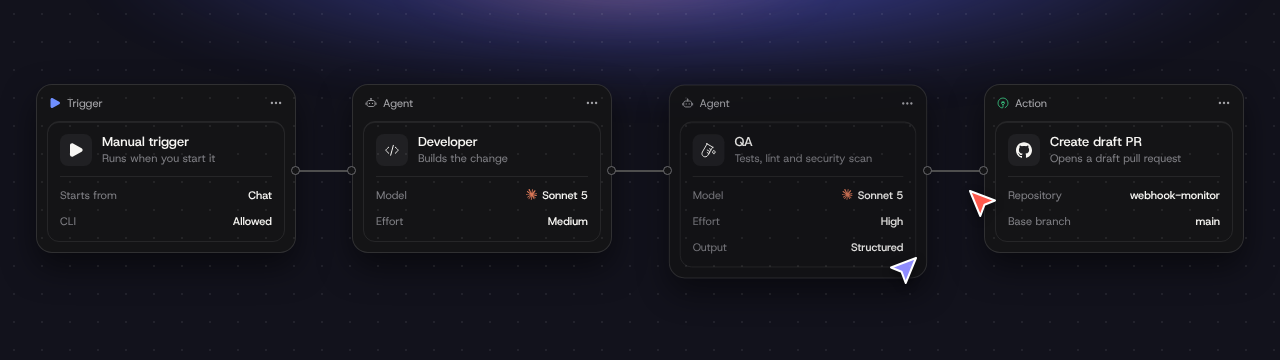 Trigger
Manual trigger
Runs when you start it
Starts from Chat
CLI Allowed
Agent
Developer
Builds the change
Model Sonnet 5
Effort Medium
Agent
QA
Tests, lint and security scan
Model Sonnet 5
Effort High
Output Structured
Action
Create draft PR
Opens a draft pull request
Repository webhook-monitor
Base branch main